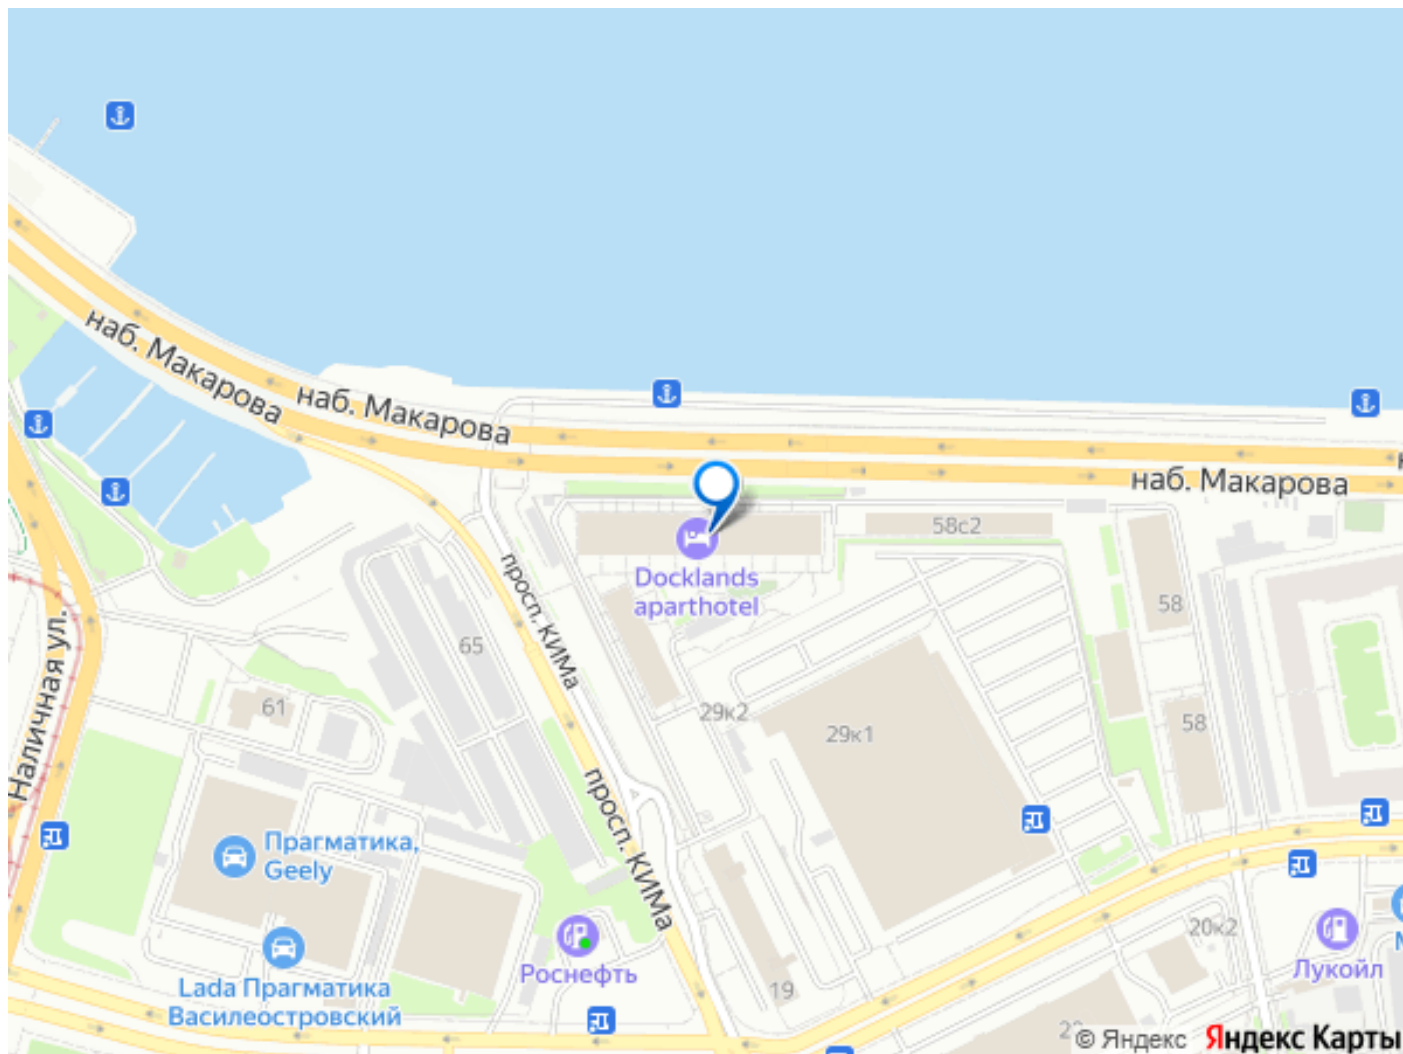 наб. Макарова
наб. Макарова
наб. Макарова
58с2
Docklands
aparthotel
просп. КИМа
58
65
Наличная ул.
61
29к2
29к1
58
просп. КИМа
Прагматика,
Geely
20к2
Роснефть
Лукойл
19
Lada Прагматика
Василеостровский
© Яндекс
Яндекс Карты